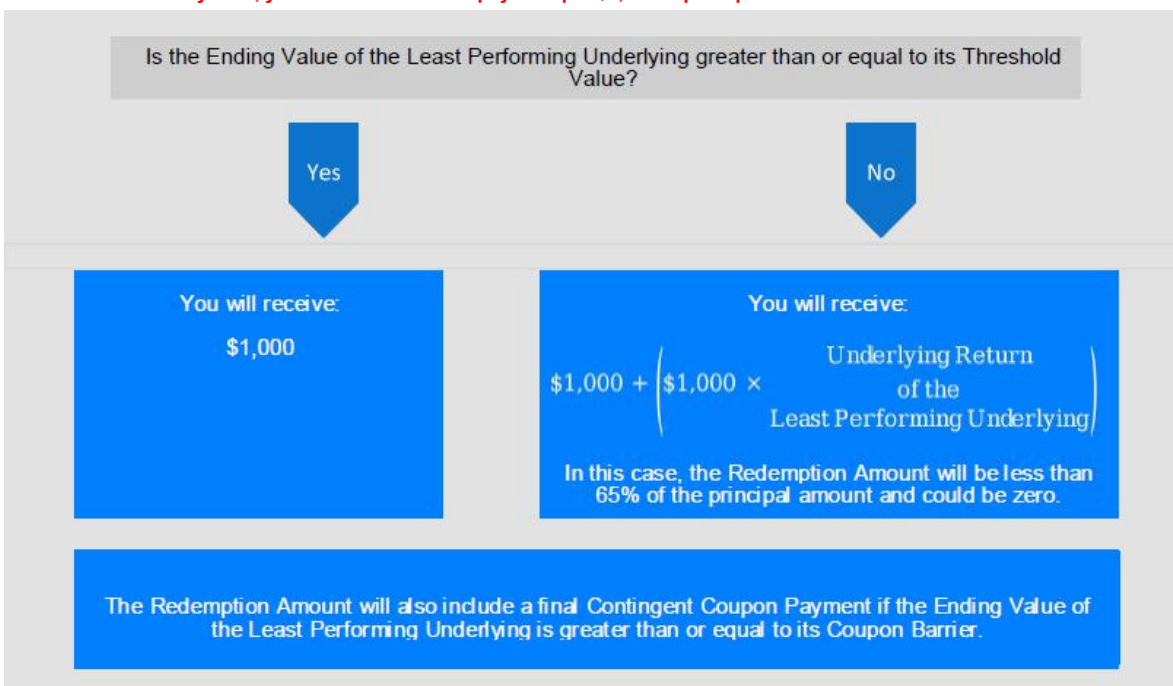 Is the Ending Value of the Least Performing Underlying greater than or equal to its Threshold
Value?
Yes
No
You will receive:
$1,000
You will receive:
$1,000 + ($1,000 × Underlying Return
of the
Least Performing Underlying)
In this case, the Redemption Amount will be less than
65% of the principal amount and could be zero.
The Redemption Amount will also include a final Contingent Coupon Payment if the Ending Value of
the Least Performing Underlying is greater than or equal to its Coupon Barrier.